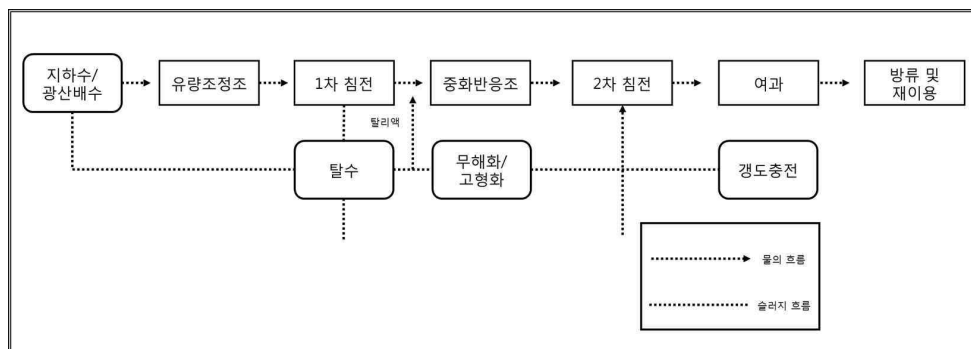 지하수/
광산배수
유량조정조
1차 침전
중화반응조
2차 침전
여과
방류 및
재이용
탈리액
탈수
무해화/
고형화
갱도충전
물의 흐름
슬러지 흐름